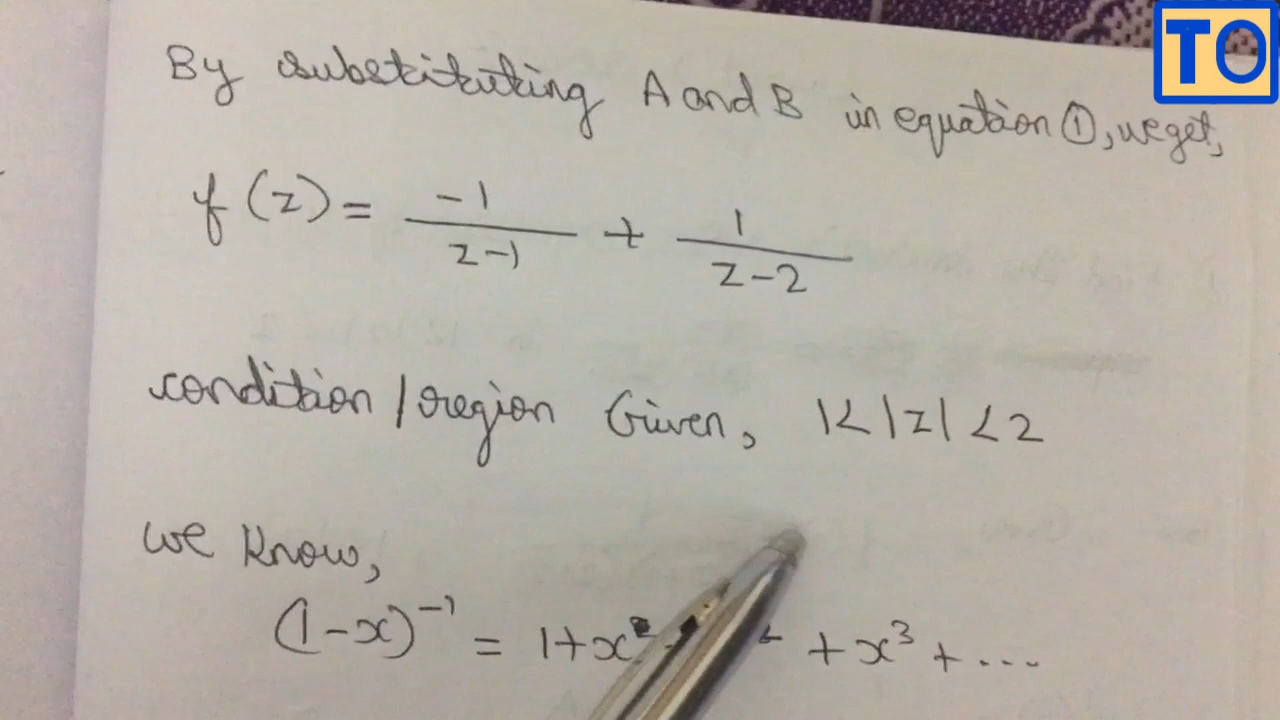 TO
By substituting A and B in equation ①, we get,
f(z) = -1/(z-1) + 1/(z-2)
condition / region Given, 1<|z|<2
we know,
(1-x)⁻¹ = 1+x + x³ + ...